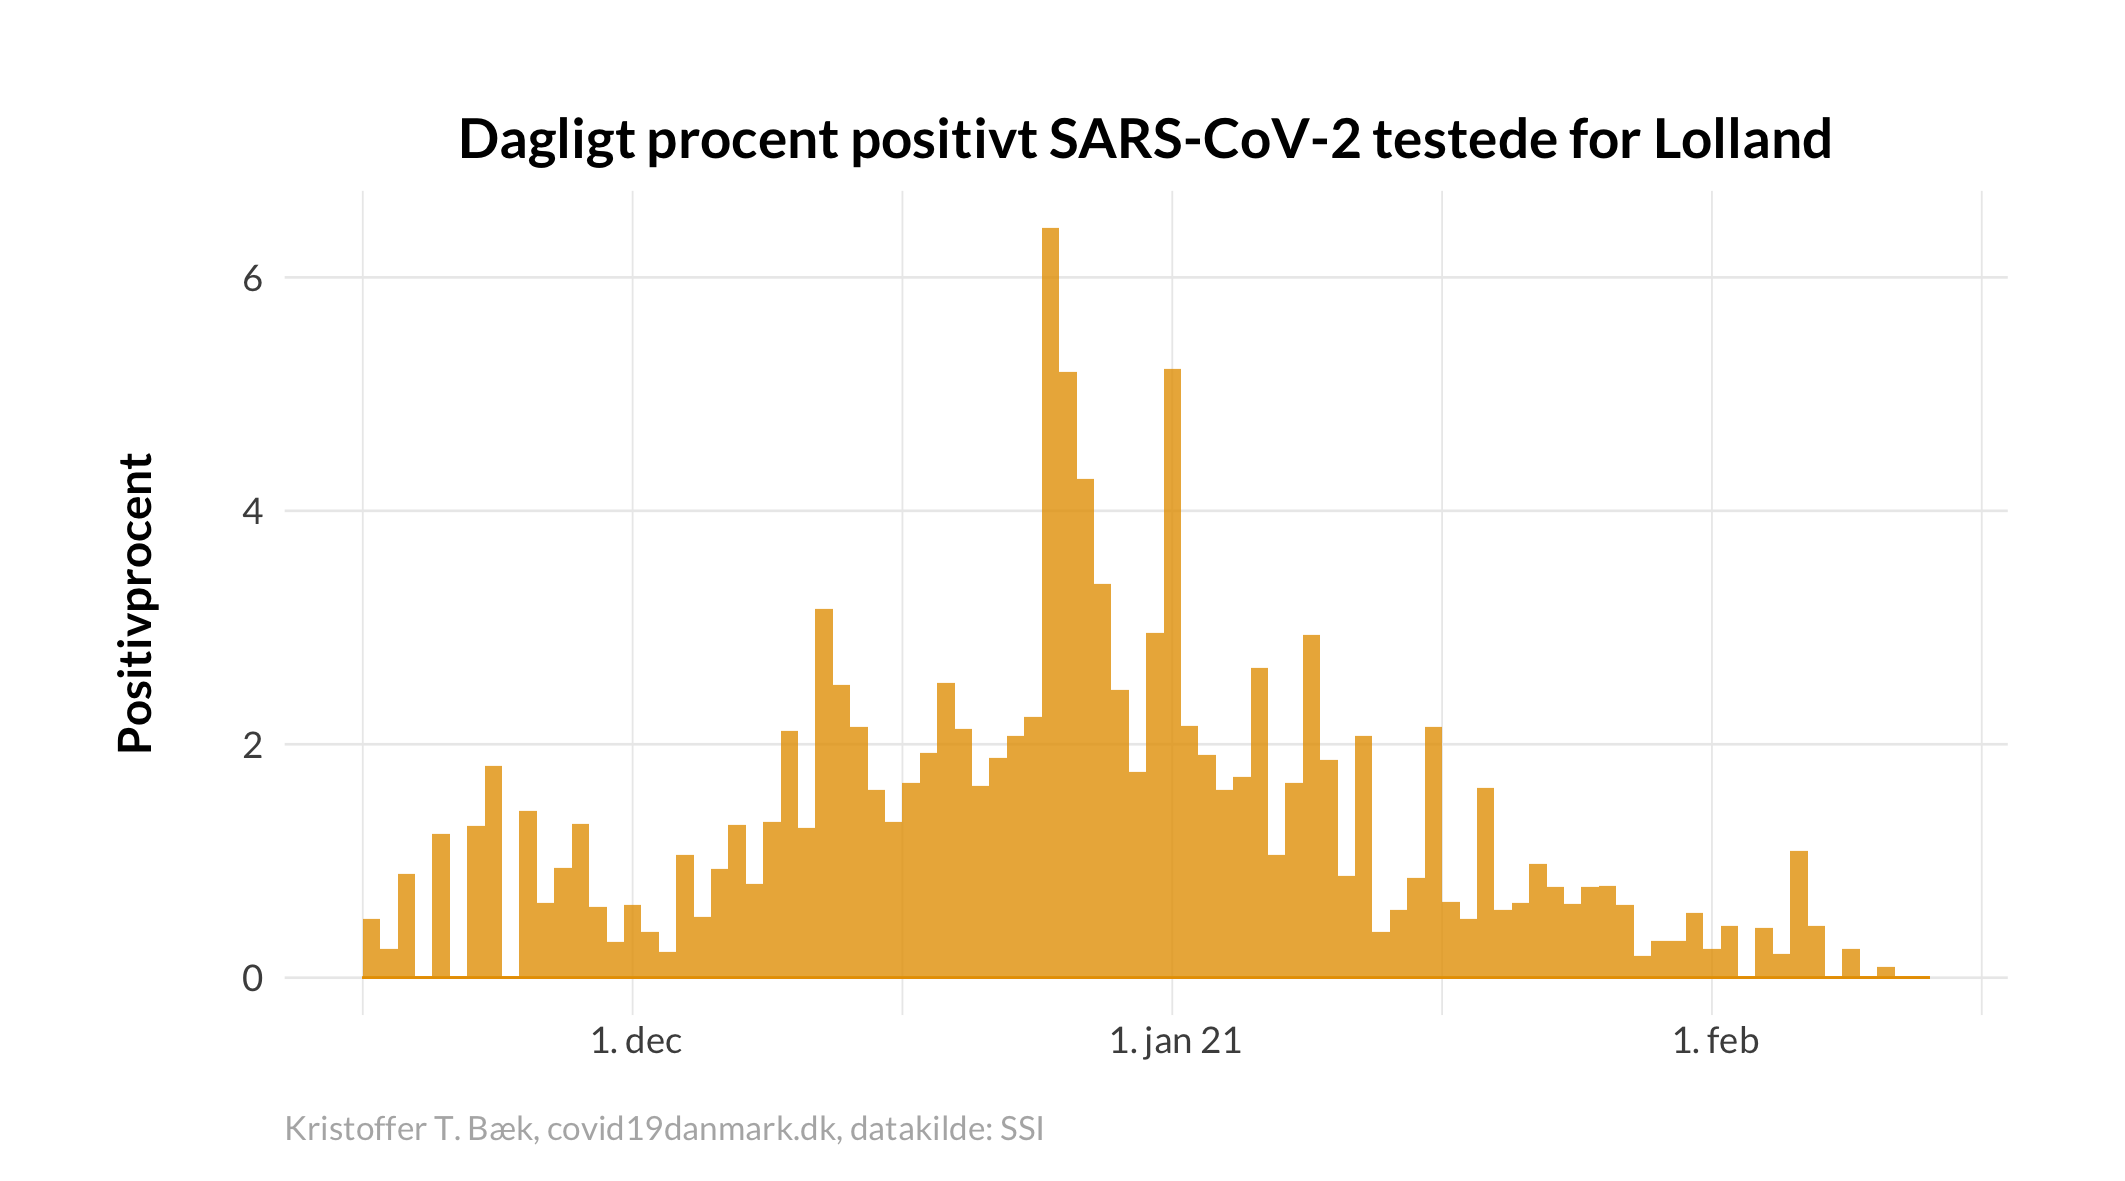 Dagligt procent positivt SARS-CoV-2 testede for Lolland
Positivprocent
6
4
2
0
1. dec
1. jan 21
1. feb
Kristoffer T. Bæk, covid19danmark.dk, datakilde: SSI